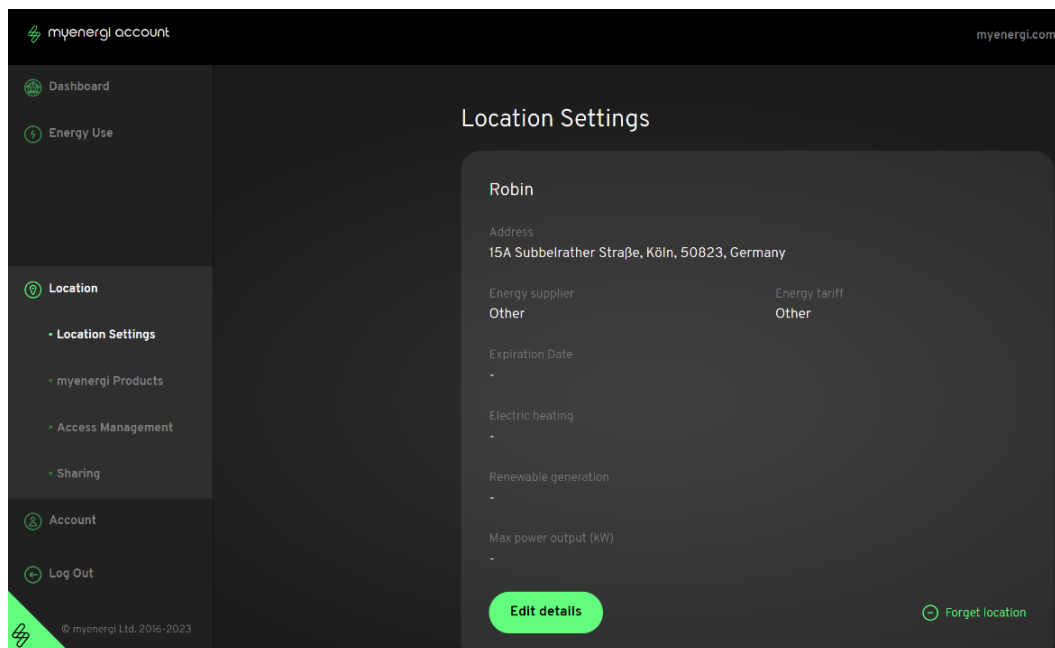 myenergi account
myenergi.com
Dashboard
Energy Use
Location
• Location Settings
• myenergi Products
• Access Management
• Sharing
Account
Log Out
© myenergi Ltd. 2016-2023
Location Settings
Robin
Address
15A Subbelrather Straße, Köln, 50823, Germany
Energy supplier
Other
Energy tariff
Other
Expiration Date
-
Electric heating
-
Renewable generation
-
Max power output (kW)
-
Edit details
Forget location